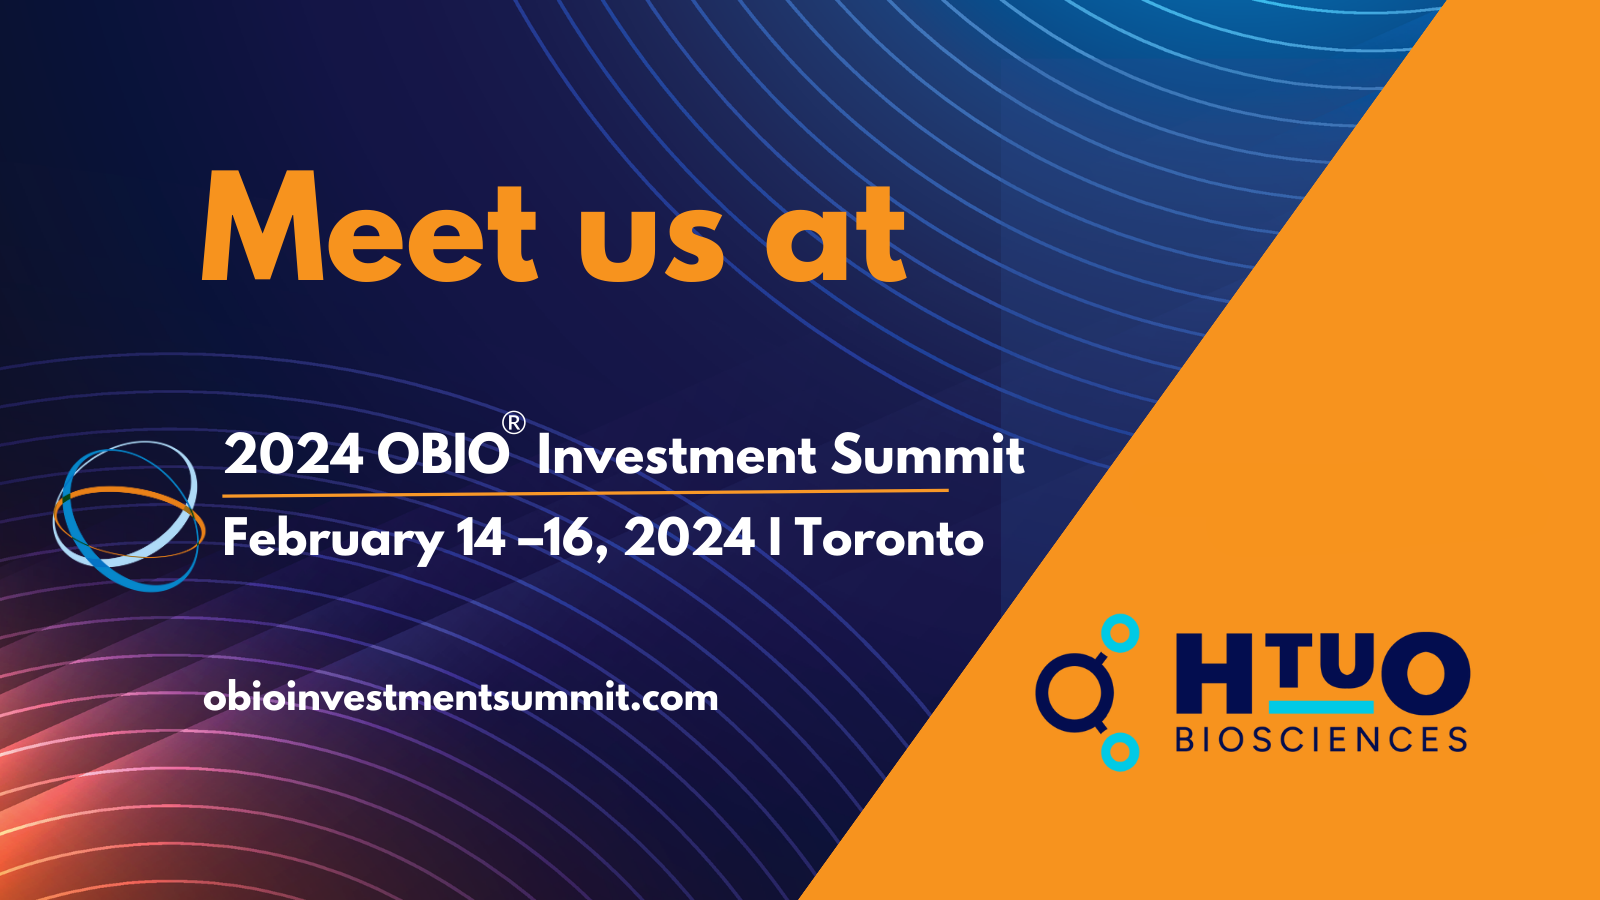 Meet us at
2024 OBIO® Investment Summit
February 14 –16, 2024 | Toronto
obioinvestmentsummit.com
HTUO
BIOSCIENCES